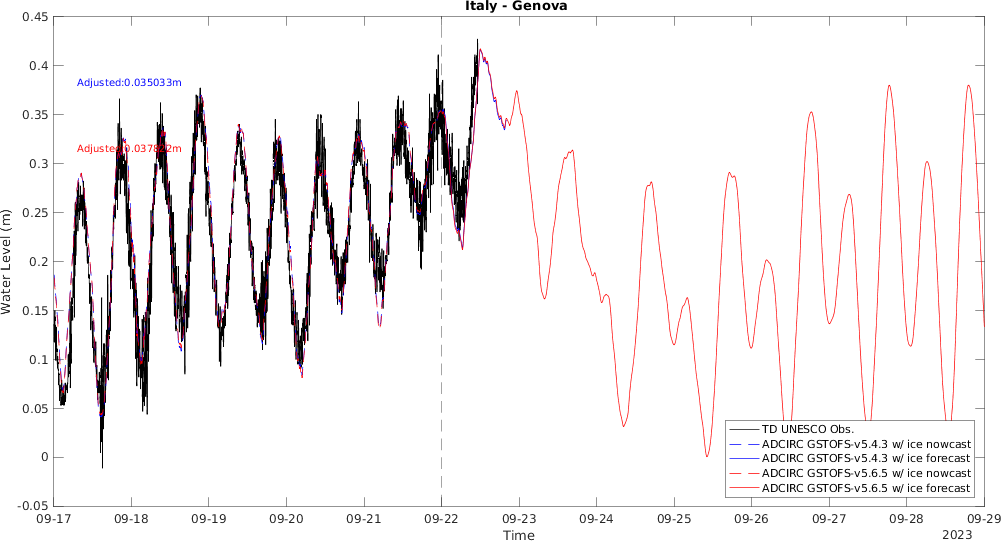 Italy - Genova
0.45
0.4
0.35
0.3
0.25
0.2
0.15
0.1
0.05
0
-0.05
Water Level (m)
Adjusted:0.035033m
Adjusted:0.037822m
TD UNESCO Obs.
ADCIRC GSTOFS-v5.4.3 w/ ice nowcast
ADCIRC GSTOFS-v5.4.3 w/ ice forecast
ADCIRC GSTOFS-v5.6.5 w/ ice nowcast
ADCIRC GSTOFS-v5.6.5 w/ ice forecast
09-17 09-18 09-19 09-20 09-21 09-22 09-23 09-24 09-25 09-26 09-27 09-28 09-29
Time 2023